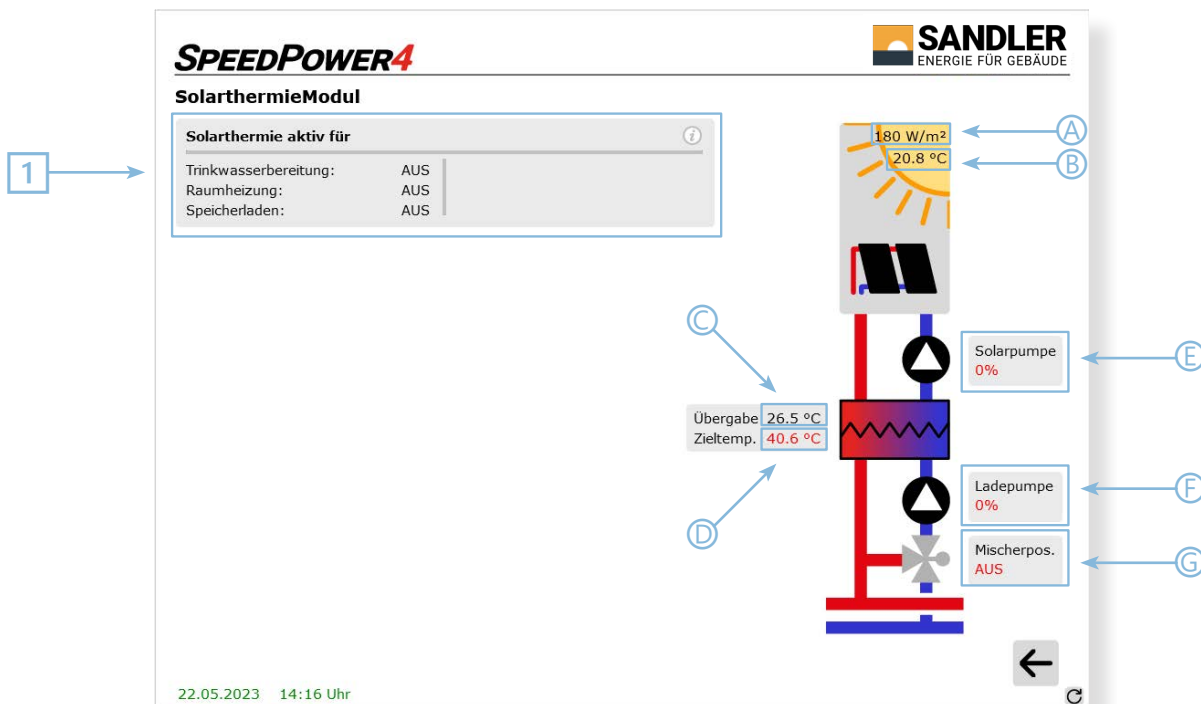 SPEEDPOWER4
SANDLER
ENERGIE FÜR GEBÄUDE
SolarthermieModul
Solarthermie aktiv für
i
Trinkwasserbereitung: AUS
Raumheizung: AUS
Speicherladen: AUS
1
180 W/m²
A
20.8 °C
B
C
Solarpumpe
0%
E
Übergabe 26.5 °C
Zieltemp. 40.6 °C
D
Ladepumpe
0%
F
Mischerpos.
AUS
G
22.05.2023 14:16 Uhr